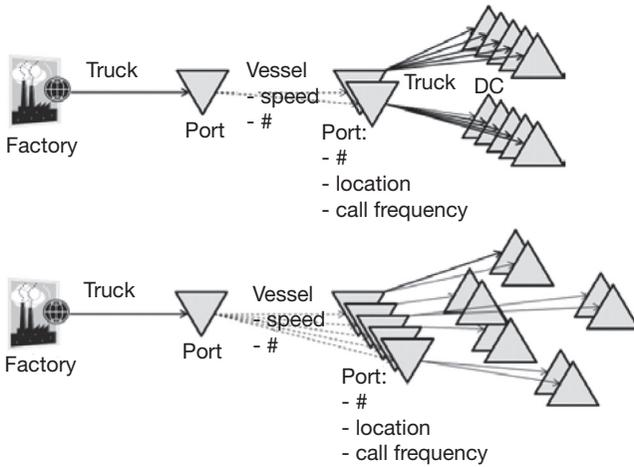 Truck
Vessel
- speed
- #
Truck
DC
Port
Factory
Port:
- #
- location
- call frequency
Truck
Vessel
- speed
- #
Port
Factory
Port:
- #
- location
- call frequency